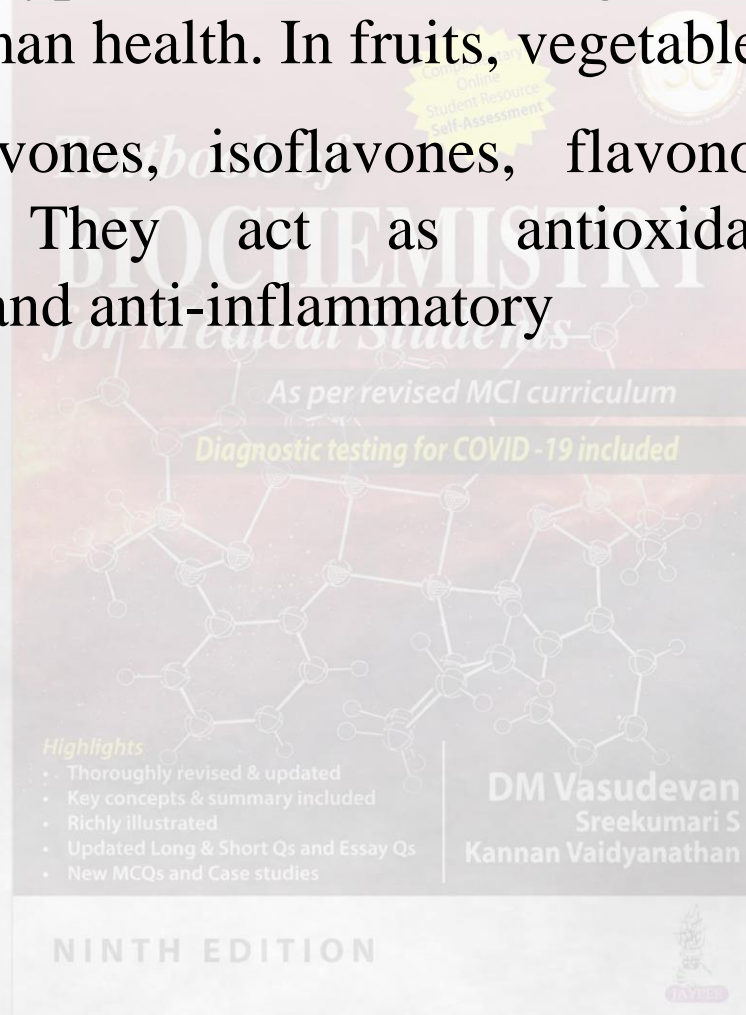 man health. In fruits, vegetable
vones, isoflavones, flavono
They act as antioxida
and anti-inflammatory
Online
Student Resource
Self-Assessment
Textbook of
BIOCHEMISTRY
for Medical Students
As per revised MCI curriculum
Diagnostic testing for COVID -19 included
Highlights
• Thoroughly revised & updated
• Key concepts & summary included
• Richly illustrated
• Updated Long & Short Qs and Essay Qs
• New MCQs and Case studies
DM Vasudevan
Sreekumari S
Kannan Vaidyanathan
NINTH EDITION
JAYPEE